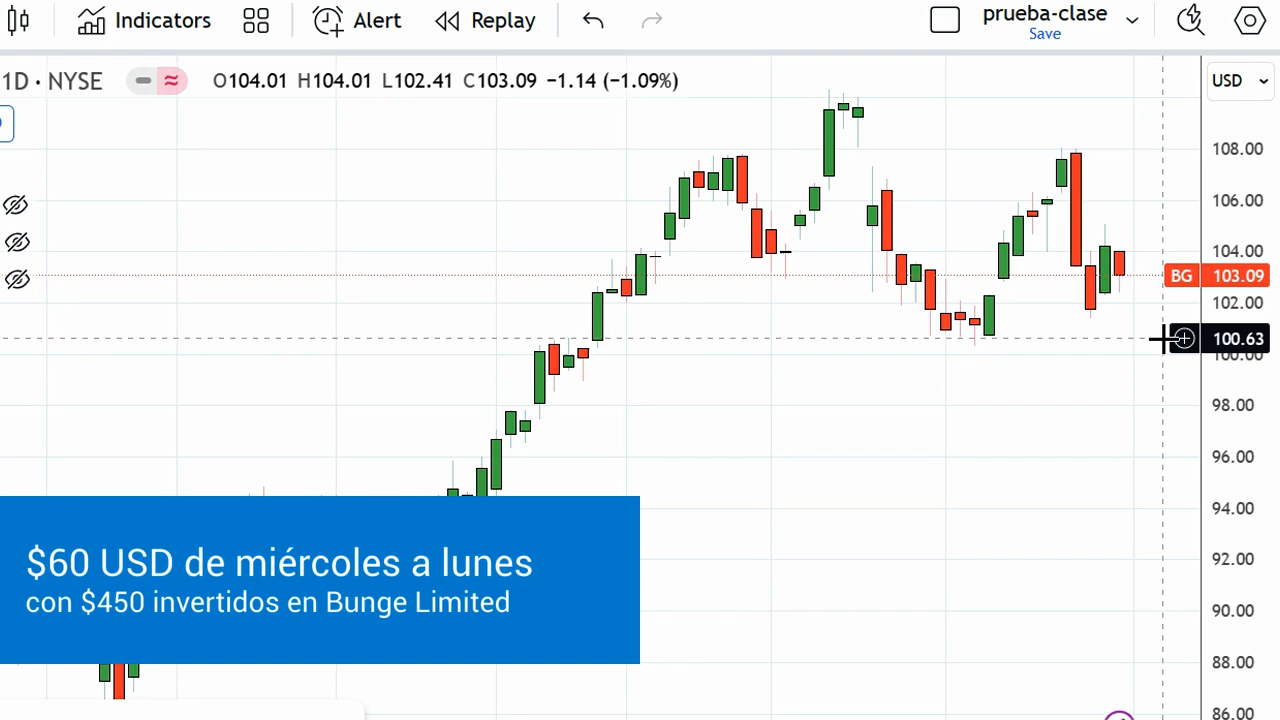 Indicators Alert Replay prueba-clase
Save
1D · NYSE O104.01 H104.01 L102.41 C103.09 −1.14 (−1.09%) USD
108.00
106.00
104.00
BG 103.09
102.00
100.63
100.00
98.00
96.00
94.00
92.00
90.00
88.00
86.00
$60 USD de miércoles a lunes
con $450 invertidos en Bunge Limited